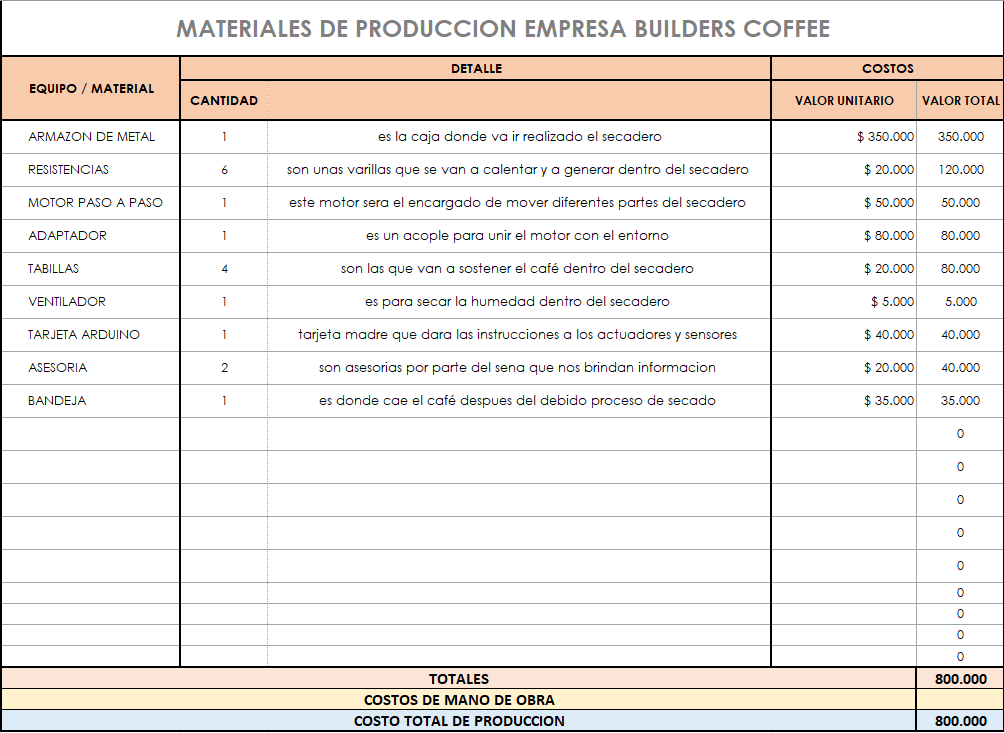 MATERIALES DE PRODUCCION EMPRESA BUILDERS COFFEE
EQUIPO / MATERIAL DETALLE COSTOS
CANTIDAD VALOR UNITARIO VALOR TOTAL
ARMAZON DE METAL 1 es la caja donde va ir realizado el secadero $ 350.000 350.000
RESISTENCIAS 6 son unas varillas que se van a calentar y a generar dentro del secadero $ 20.000 120.000
MOTOR PASO A PASO 1 este motor sera el encargado de mover diferentes partes del secadero $ 50.000 50.000
ADAPTADOR 1 es un acople para unir el motor con el entorno $ 80.000 80.000
TABILLAS 4 son las que van a sostener el café dentro del secadero $ 20.000 80.000
VENTILADOR 1 es para secar la humedad dentro del secadero $ 5.000 5.000
TARJETA ARDUINO 1 tarjeta madre que dara las instrucciones a los actuadores y sensores $ 40.000 40.000
ASESORIA 2 son asesorias por parte del sena que nos brindan informacion $ 20.000 40.000
BANDEJA 1 es donde cae el café despues del debido proceso de secado $ 35.000 35.000
0
0
0
0
0
0
0
0
0
TOTALES 800.000
COSTOS DE MANO DE OBRA
COSTO TOTAL DE PRODUCCION 800.000